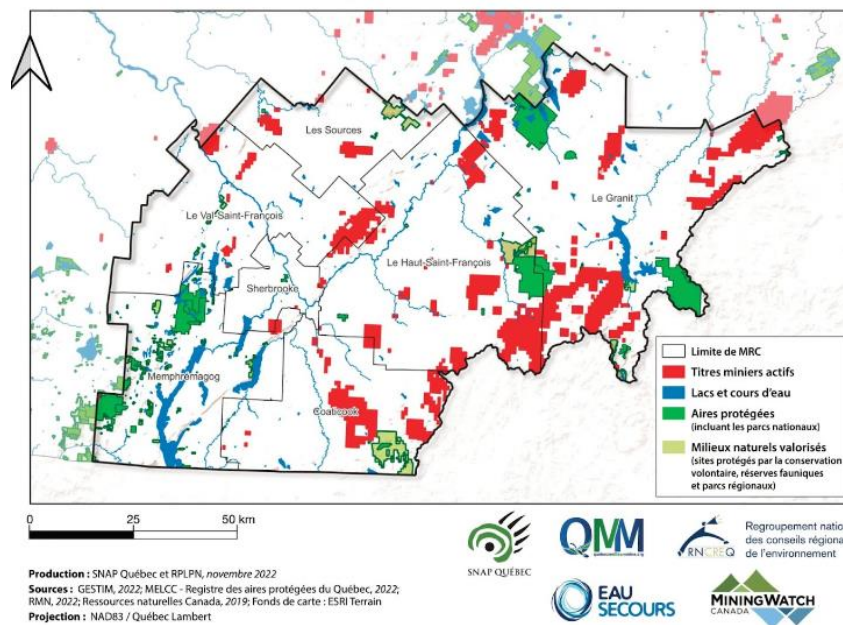 Les Sources
Le Granit
Le Val-Saint-François
Le Haut-Saint-François
Sherbrooke
Memphrémagog
Coaticook
Limite de MRC
Titres miniers actifs
Lacs et cours d'eau
Aires protégées
(incluant les parcs nationaux)
Milieux naturels valorisés
(sites protégés par la conservation
volontaire, réserves fauniques
et parcs régionaux)
0 25 50 km
Production : SNAP Québec et RPLPN, novembre 2022
Sources : GESTIM, 2022; MELCC - Registre des aires protégées du Québec, 2022;
RMN, 2022; Ressources naturelles Canada, 2019; Fonds de carte : ESRI Terrain
Projection : NAD83 / Québec Lambert
SNAP QUÉBEC
QMM
RNCREQ
Regroupement natio
des conseils régiona
de l'environnement
EAU
SECOURS
MININGWATCH
CANADA